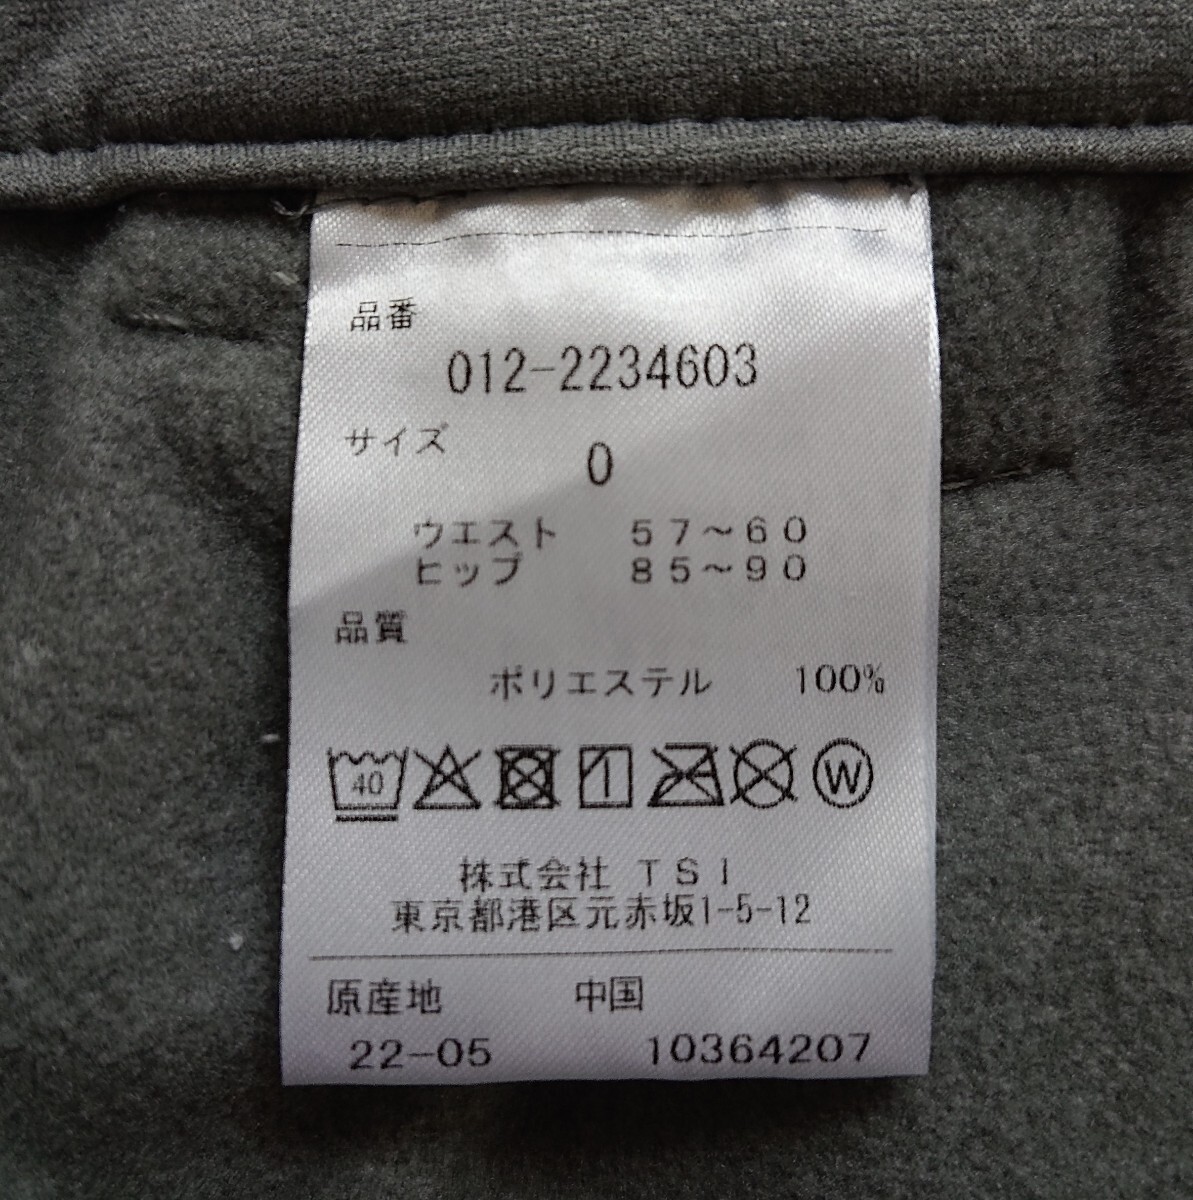 品番
012-2234603
サイズ
0
ウエスト 57～60
ヒップ 85～90
品質
ポリエステル 100%
40 W
株式会社 TSI
東京都港区元赤坂1-5-12
原産地 中国
22-05 10364207